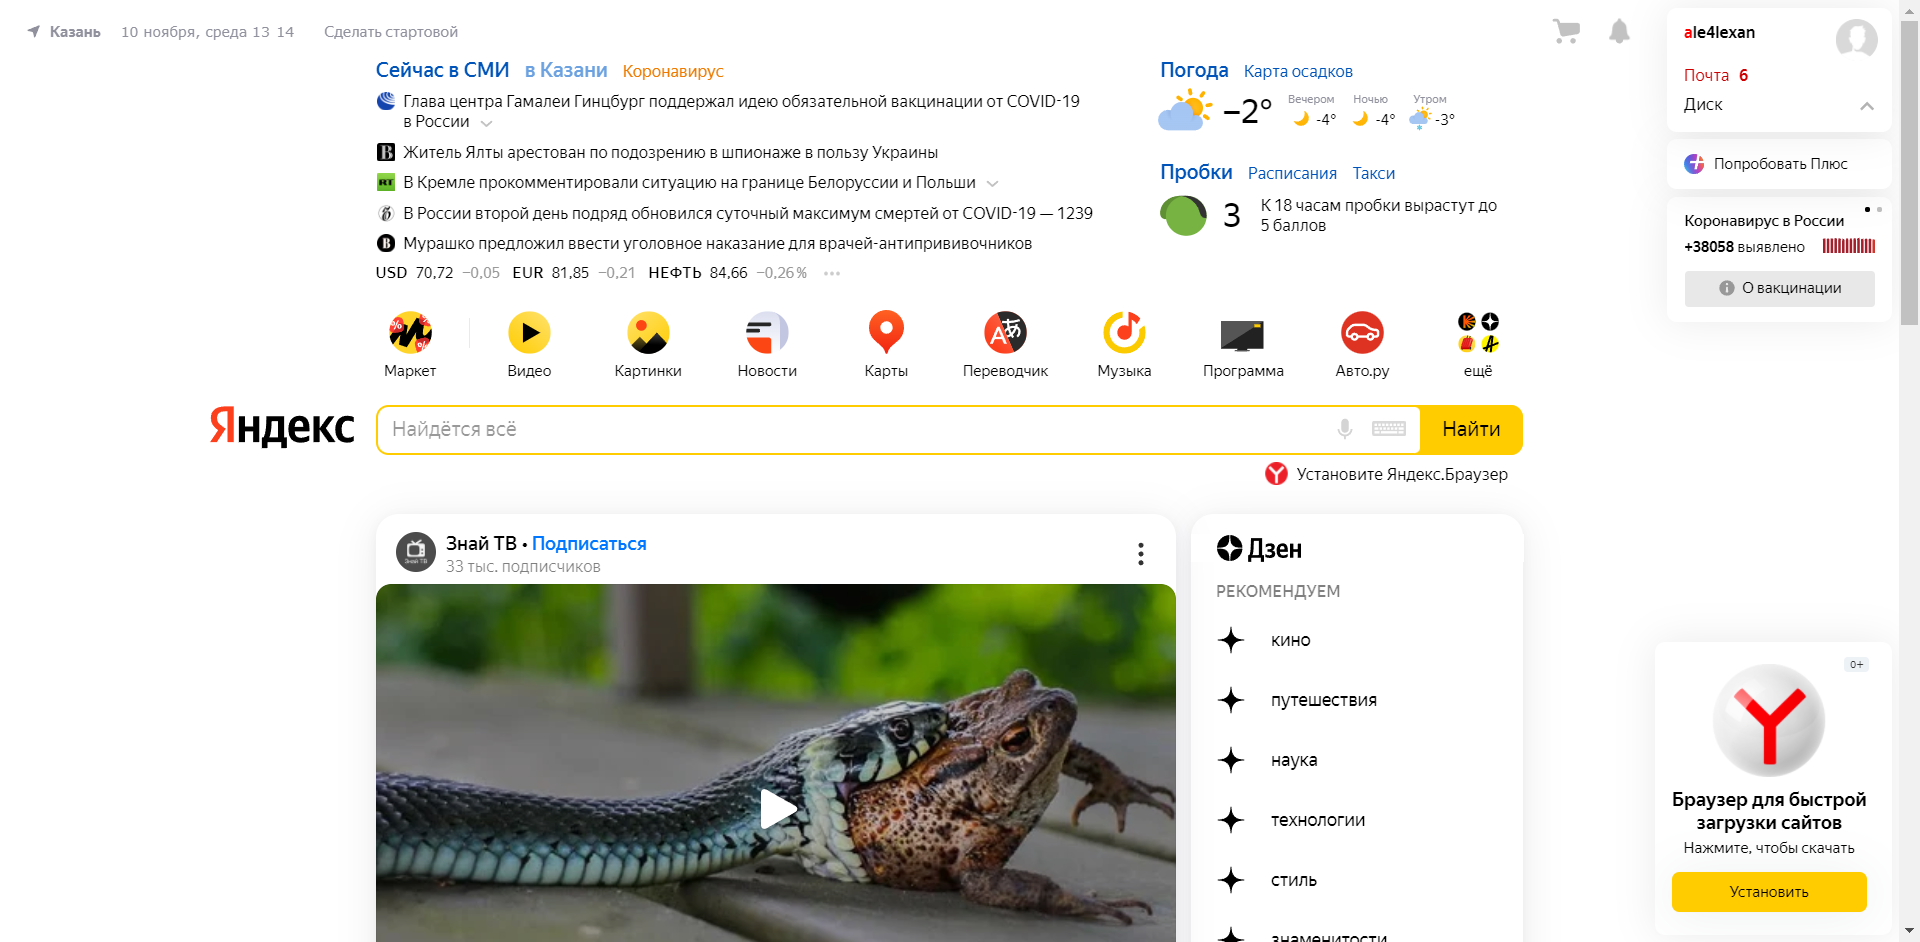 Казань 10 ноября, среда 13 14 Сделать стартовой
ale4lexan
Почта 6
Диск
Попробовать Плюс
Коронавирус в России
+38058 выявлено
О вакцинации
Сейчас в СМИ в Казани Коронавирус
Глава центра Гамалеи Гинцбург поддержал идею обязательной вакцинации от COVID-19
в России
Житель Ялты арестован по подозрению в шпионаже в пользу Украины
В Кремле прокомментировали ситуацию на границе Белоруссии и Польши
В России второй день подряд обновился суточный максимум смертей от COVID-19 — 1239
Мурашко предложил ввести уголовное наказание для врачей-антипрививочников
USD 70,72 −0,05 EUR 81,85 −0,21 НЕФТЬ 84,66 −0,26% •••
Погода Карта осадков
−2° Вечером -4° Ночью -4° Утром -3°
Пробки Расписания Такси
3 К 18 часам пробки вырастут до
5 баллов
Маркет Видео Картинки Новости Карты Переводчик Музыка Программа Авто.ру ещё
Яндекс Найдётся всё Найти
Установите Яндекс.Браузер
Знай ТВ • Подписаться
33 тыс. подписчиков
Дзен
РЕКОМЕНДУЕМ
кино
путешествия
наука
технологии
стиль
знаменитости
0+
Браузер для быстрой
загрузки сайтов
Нажмите, чтобы скачать
Установить